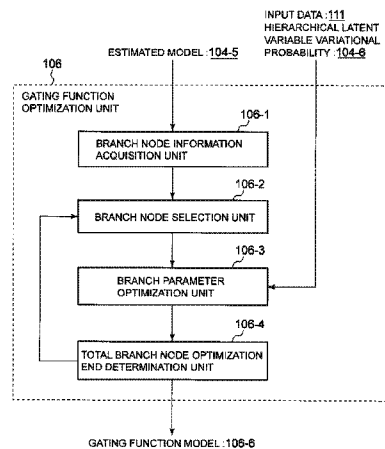 INPUT DATA : 111
HIERARCHICAL LATENT
VARIABLE VARIATIONAL
PROBABILITY : 104-6
ESTIMATED MODEL : 104-5
106
GATING FUNCTION
OPTIMIZATION UNIT
106-1
BRANCH NODE INFORMATION
ACQUISITION UNIT
106-2
BRANCH NODE SELECTION UNIT
106-3
BRANCH PARAMETER
OPTIMIZATION UNIT
106-4
TOTAL BRANCH NODE OPTIMIZATION
END DETERMINATION UNIT
GATING FUNCTION MODEL : 106-6